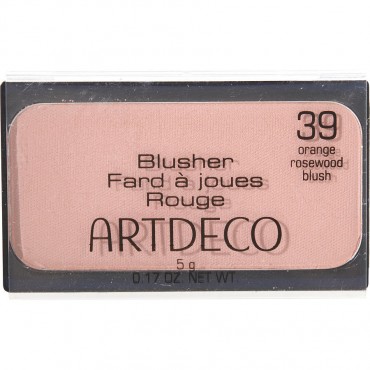 39
orange
rosewood
blush
Blusher
Fard à joues
Rouge
ARTDECO
5 g
0.17 OZ. NET WT.